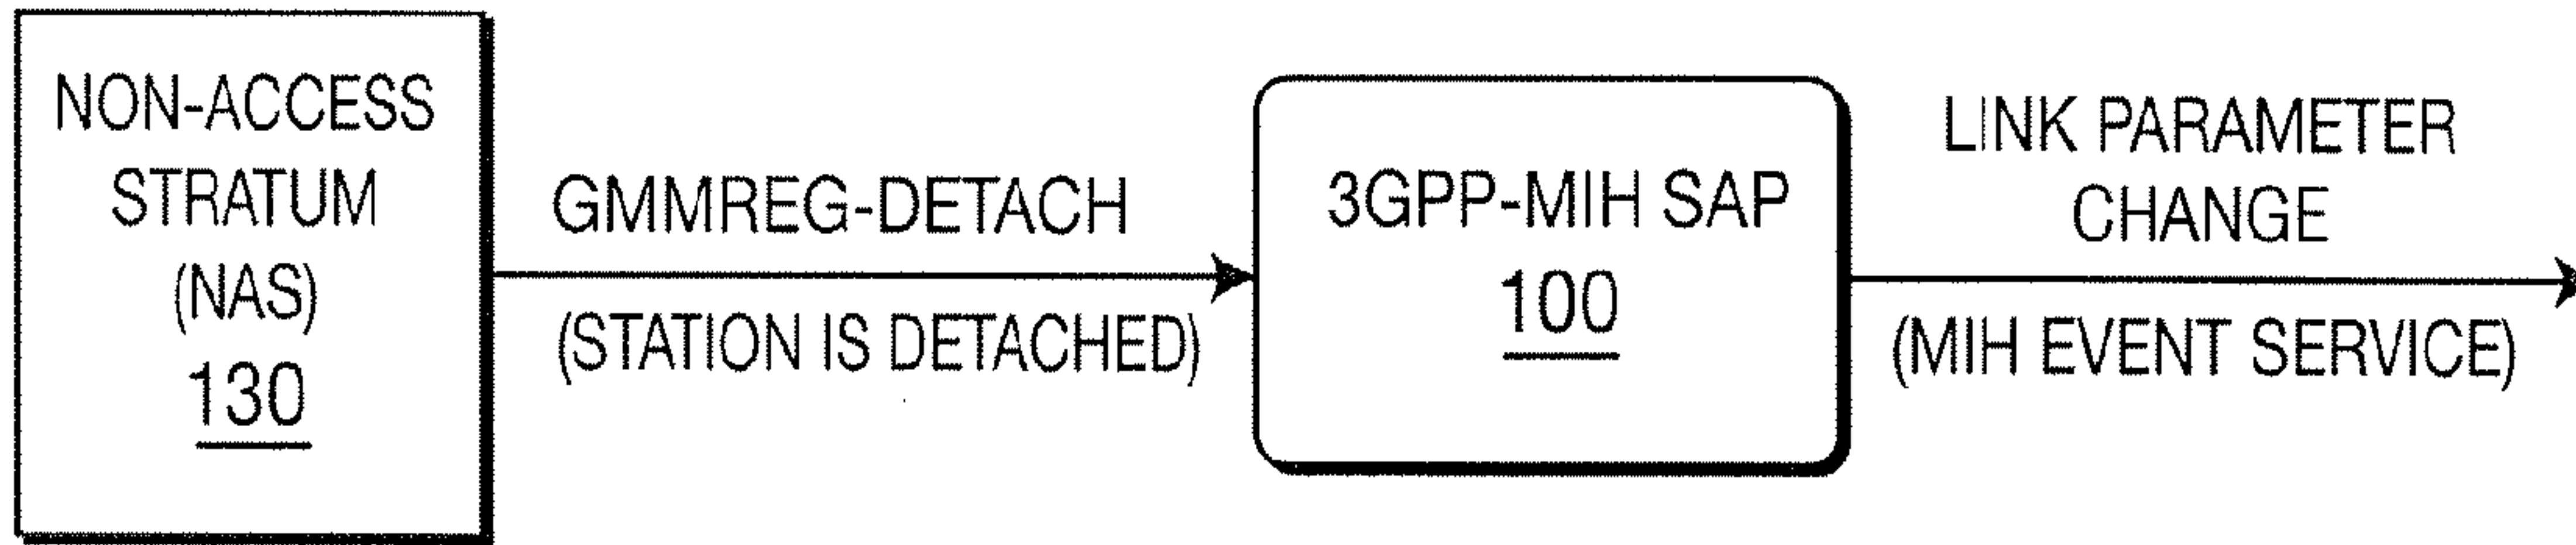 NON-ACCESS
STRATUM
(NAS)
130
GMMREG-DETACH
(STATION IS DETACHED)
3GPP-MIH SAP
100
LINK PARAMETER
CHANGE
(MIH EVENT SERVICE)